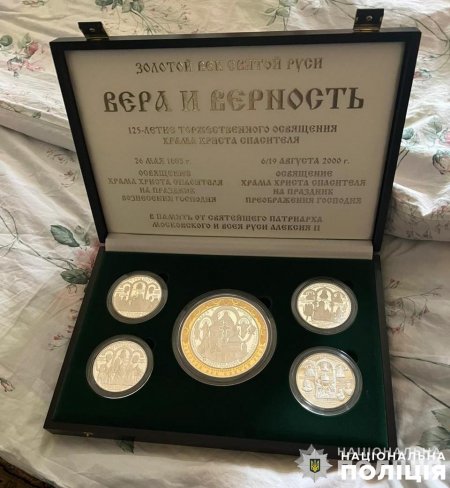 ЗОЛОТОЙ ВЕК СВЯТОЙ РУСИ
ВЕРА И ВЕРНОСТЬ
125-ЛЕТИЕ ТОРЖЕСТВЕННОГО ОСВЯЩЕНИЯ
ХРАМА ХРИСТА СПАСИТЕЛЯ
26 МАЯ 1883 г.
ОСВЯЩЕНИЕ
ХРАМА ХРИСТА СПАСИТЕЛЯ
НА ПРАЗДНИК
ВОЗНЕСЕНИЯ ГОСПОДНЯ
6/19 АВГУСТА 2000 г.
ОСВЯЩЕНИЕ
ХРАМА ХРИСТА СПАСИТЕЛЯ
НА ПРАЗДНИК
ПРЕОБРАЖЕНИЯ ГОСПОДНЯ
В ПАМЯТЬ ОТ СВЯТЕЙШЕГО ПАТРИАРХА
МОСКОВСКОГО И ВСЕЯ РУСИ АЛЕКСИЯ II
НАЦІОНАЛЬНА
ПОЛІЦІЯ